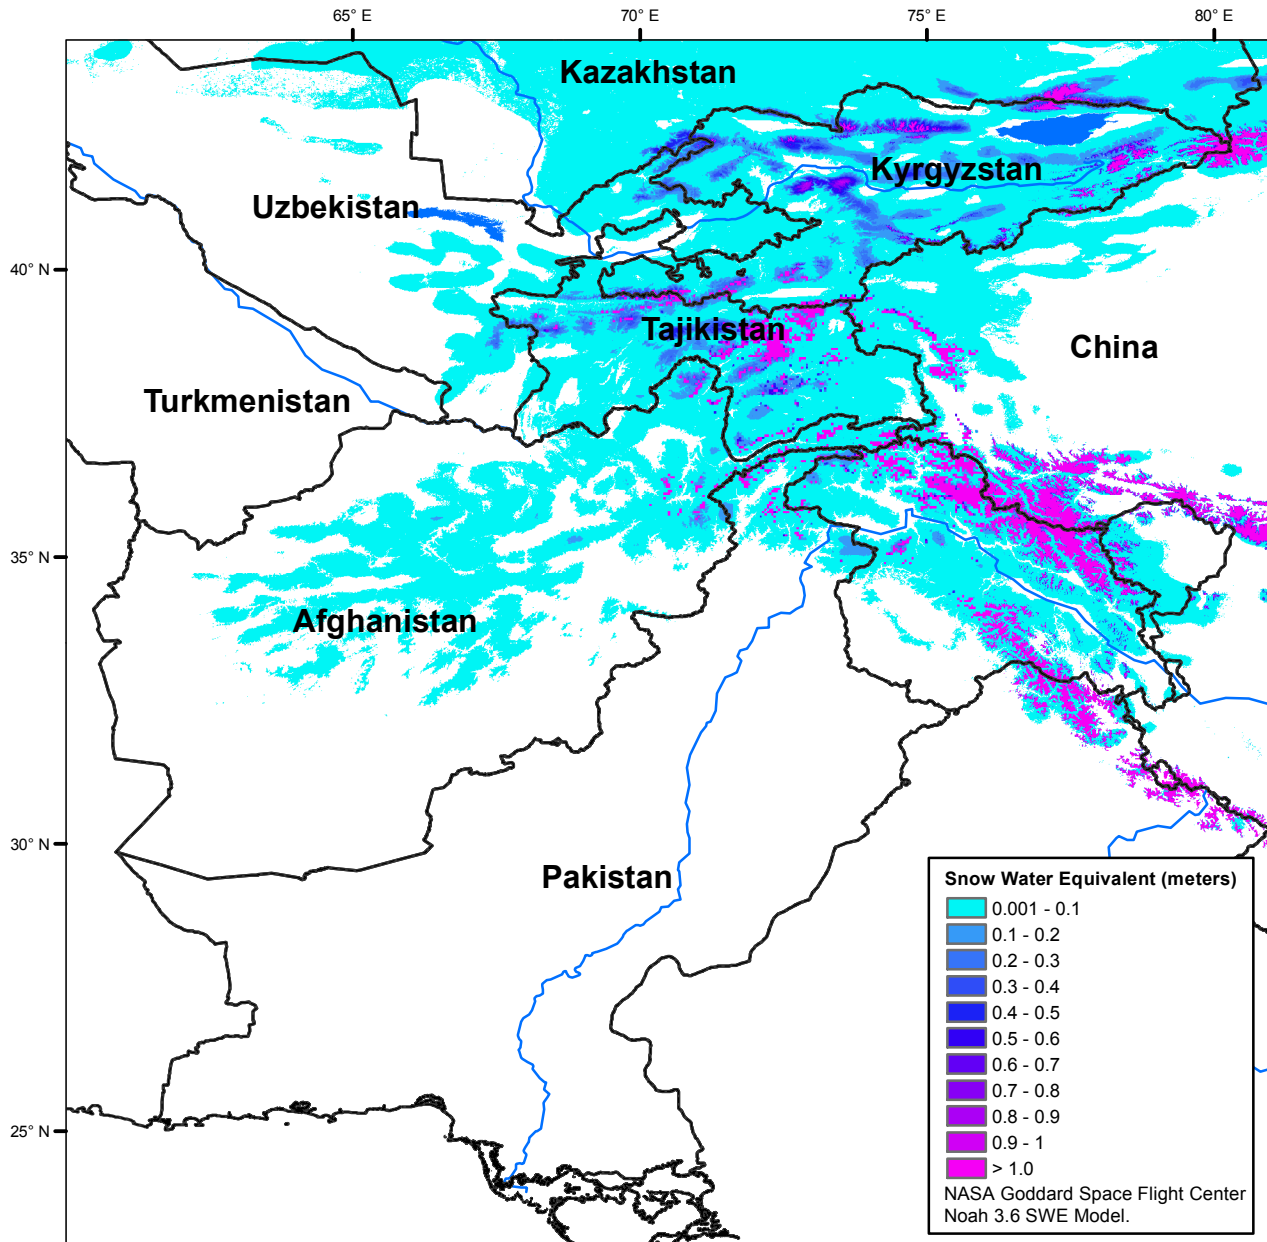 65° E
70° E
75° E
80° E
Kazakhstan
Kyrgyzstan
Uzbekistan
40° N
Tajikistan
China
Turkmenistan
35° N
Afghanistan
30° N
Pakistan
25° N
Snow Water Equivalent (meters)
0.001 - 0.1
0.1 - 0.2
0.2 - 0.3
0.3 - 0.4
0.4 - 0.5
0.5 - 0.6
0.6 - 0.7
0.7 - 0.8
0.8 - 0.9
0.9 - 1
> 1.0
NASA Goddard Space Flight Center
Noah 3.6 SWE Model.